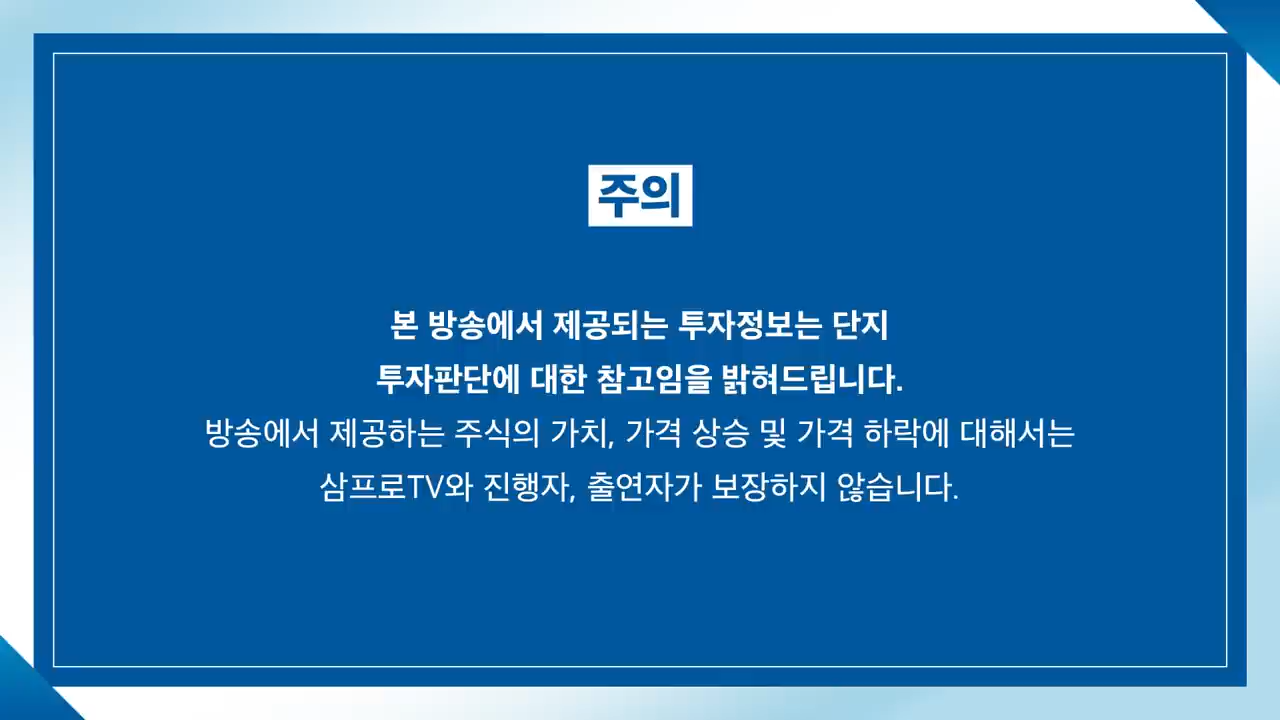 주의
본 방송에서 제공되는 투자정보는 단지
투자판단에 대한 참고임을 밝혀드립니다.
방송에서 제공하는 주식의 가치, 가격 상승 및 가격 하락에 대해서는
삼프로TV와 진행자, 출연자가 보장하지 않습니다.